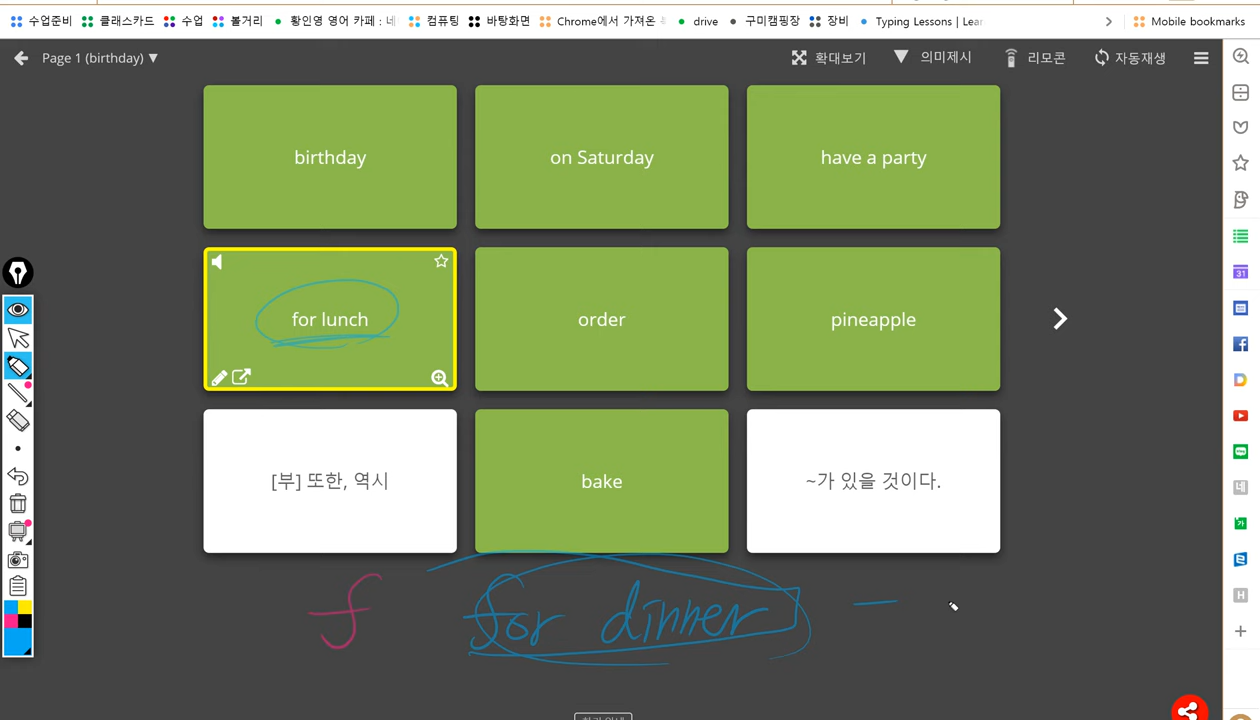 수업준비 클래스카드 수업 볼거리 황인영 영어 카페 : 네 컴퓨팅 바탕화면 Chrome에서 가져온 drive 구미캠핑장 장비 Typing Lessons | Lear Mobile bookmarks
Page 1 (birthday) ▼ 확대보기 ▼ 의미제시 리모콘 자동재생
birthday on Saturday have a party
for lunch order pineapple
[부] 또한, 역시 bake ~가 있을 것이다.
f for dinner –